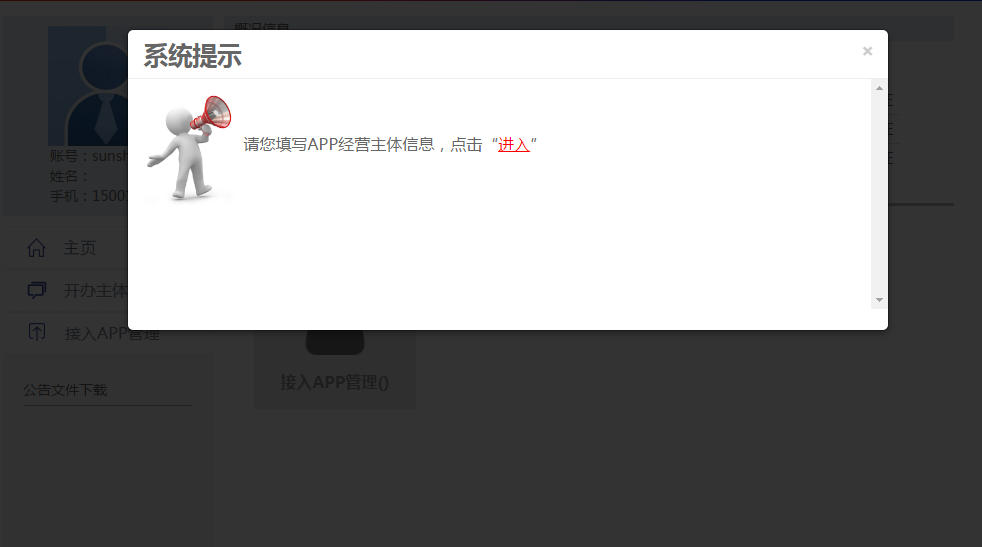 概况信息
系统提示
×
请您填写APP经营主体信息，点击“进入”
账号：sunsh
姓名：
手机：1500
主页
开办主体
接入APP管理
公告文件下载
接入APP管理()